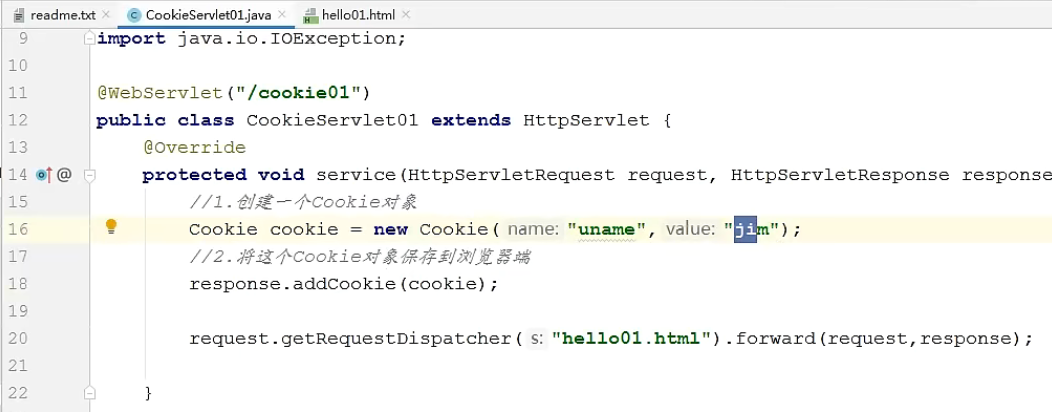 readme.txt CookieServlet01.java hello01.html
9 import java.io.IOException;
10
11 @WebServlet("/cookie01")
12 public class CookieServlet01 extends HttpServlet {
13 @Override
14 @ protected void service(HttpServletRequest request, HttpServletResponse response
15 //1.创建一个Cookie对象
16 Cookie cookie = new Cookie( name: "uname", value: "jim");
17 //2.将这个Cookie对象保存到浏览器端
18 response.addCookie(cookie);
19
20 request.getRequestDispatcher( s: "hello01.html").forward(request,response);
21
22 }